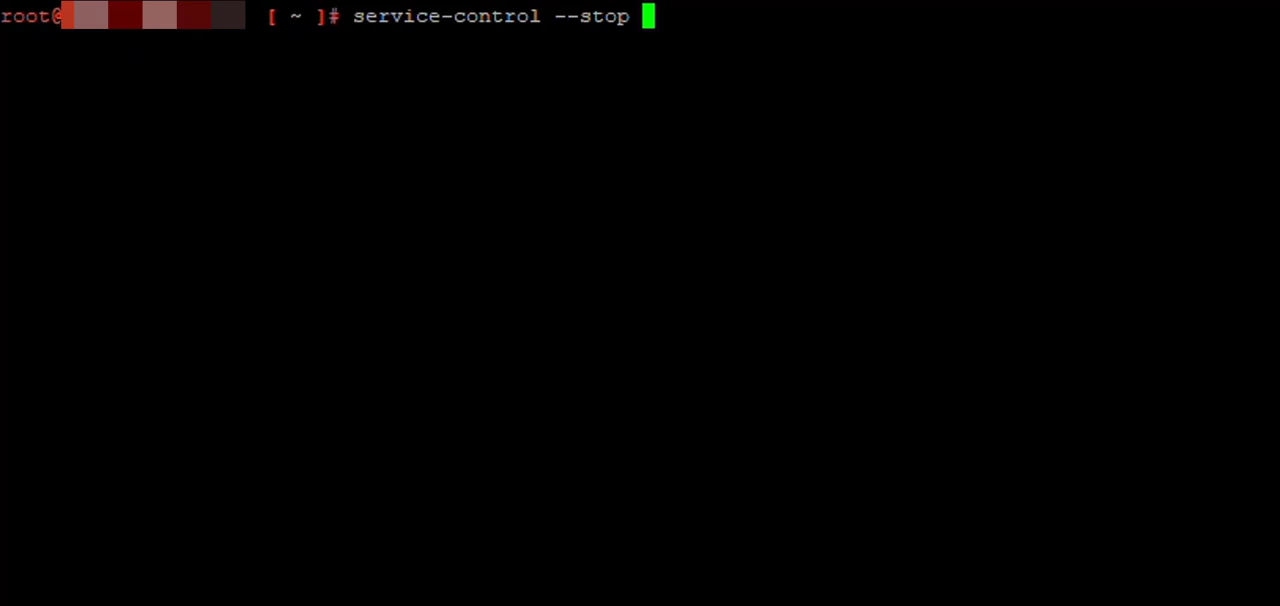 root@ [ ~ ]# service-control --stop